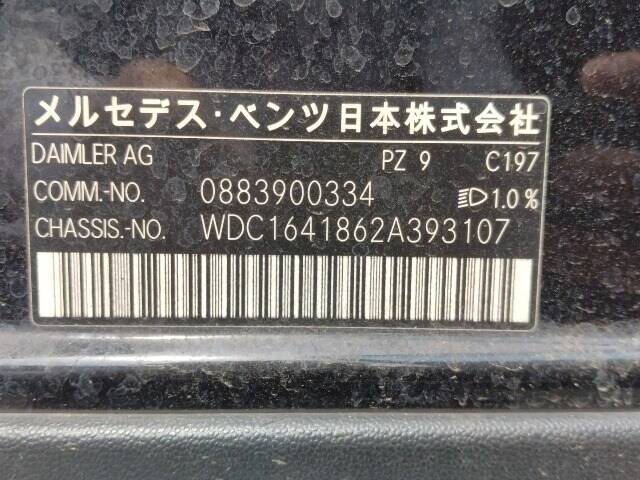 メルセデス・ベンツ日本株式会社
DAIMLER AG PZ 9 C197
COMM.-NO. 0883900334 1.0%
CHASSIS.-NO. WDC1641862A393107